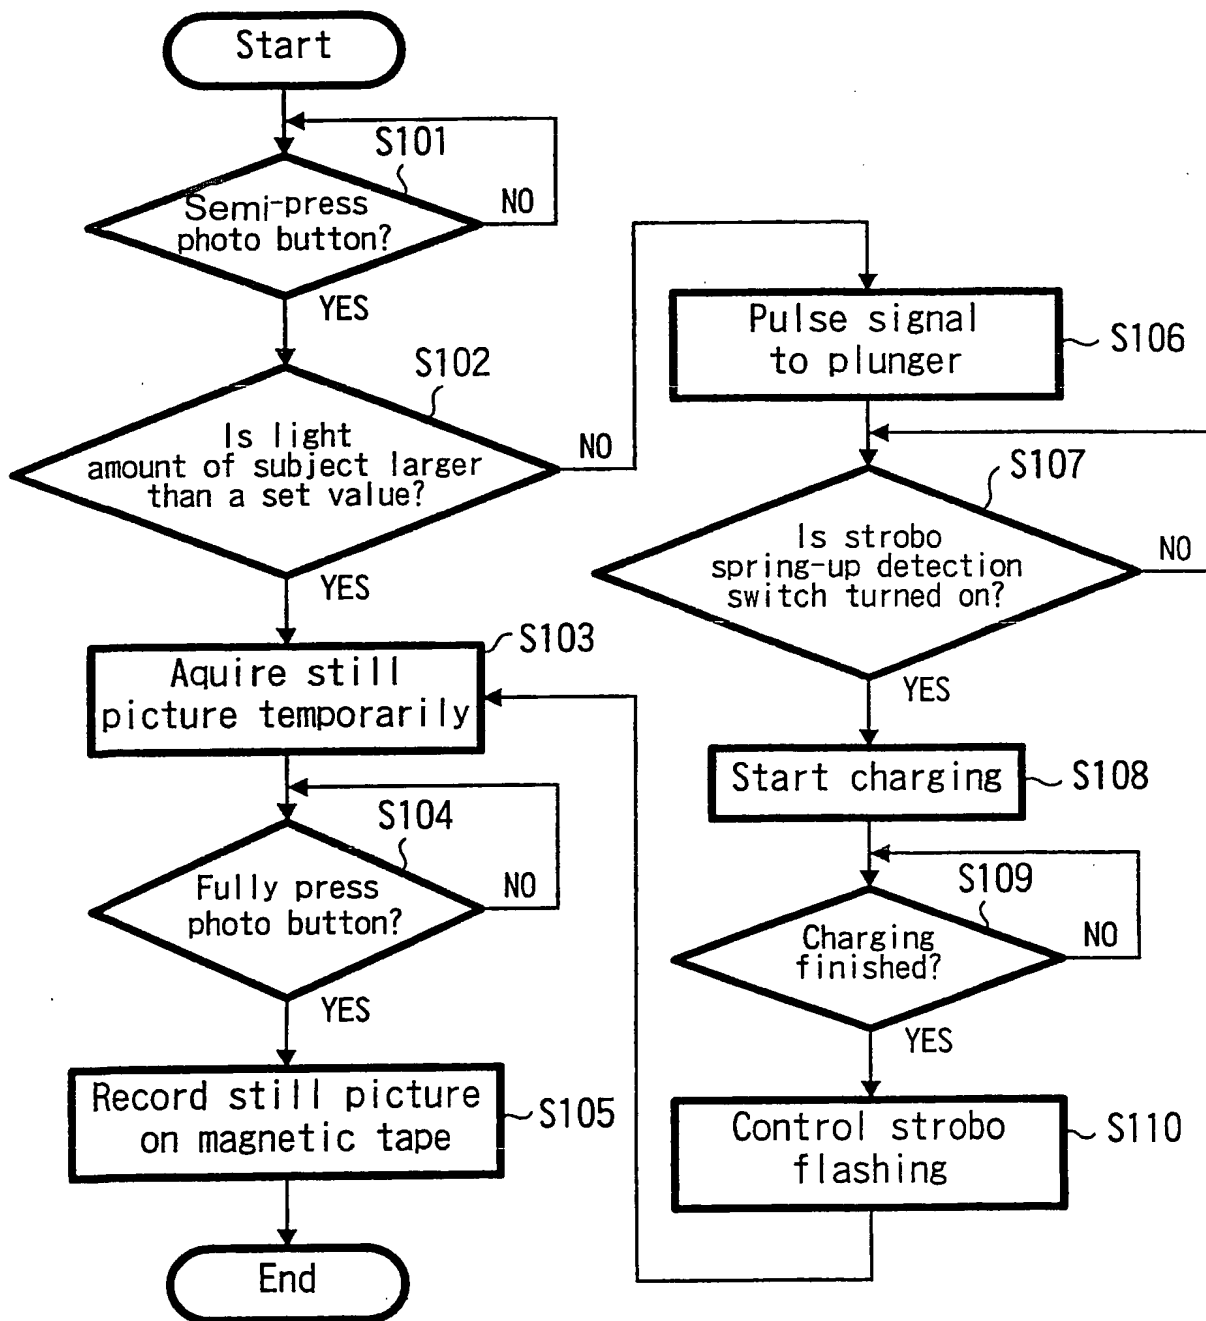 Start
S101
Semi-press
photo button?
NO
YES
S102
Is light
amount of subject larger
than a set value?
NO
YES
S103
Aquire still
picture temporarily
S104
Fully press
photo button?
NO
YES
Record still picture
on magnetic tape
S105
End
Pulse signal
to plunger
S106
S107
Is strobo
spring-up detection
switch turned on?
NO
YES
Start charging
S108
S109
Charging
finished?
NO
YES
Control strobo
flashing
S110